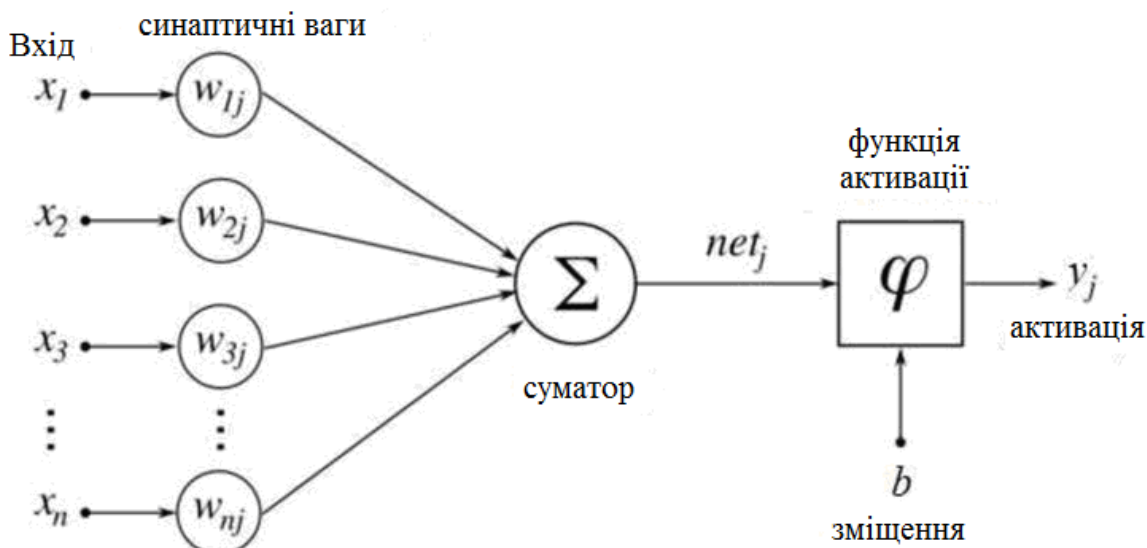 синаптичні ваги
Вхід
x₁ w₁ⱼ
x₂ w₂ⱼ
x₃ w₃ⱼ
⋮ ⋮
xₙ wₙⱼ
Σ
суматор
netⱼ
функція
активації
φ
yⱼ
активація
b
зміщення